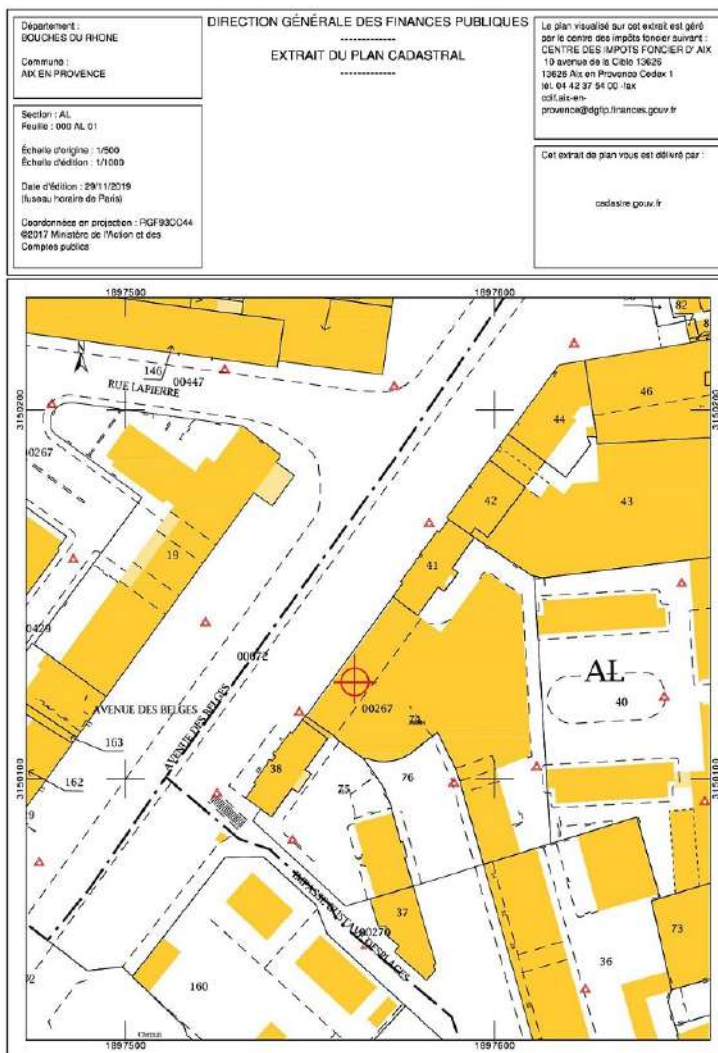 Département :
BOUCHES DU RHONE
Commune :
AIX EN PROVENCE
Section : AL
Feuille : 000 AL 01
Échelle d'origine : 1/500
Échelle d'édition : 1/1000
Date d'édition : 29/11/2019
(fuseau horaire de Paris)
Coordonnées en projection : RGF93CC44
©2017 Ministère de l'Action et des
Comptes publics
DIRECTION GÉNÉRALE DES FINANCES PUBLIQUES
-------------
EXTRAIT DU PLAN CADASTRAL
-------------
Le plan visualisé sur cet extrait est géré
par le centre des impôts foncier suivant :
CENTRE DES IMPOTS FONCIER D' AIX
10 avenue de la Cible 13626
13626 Aix en Provence Cedex 1
tél. 04 42 37 54 00 -fax
cdif.aix-en-
provence@dgfip.finances.gouv.fr
Cet extrait de plan vous est délivré par :
cadastre.gouv.fr
1897500
1897600
82
146
00447
RUE LAPIERRE
46
44
3150200
3150200
00267
42
43
19
41
00429
00672
AL
40
AVENUE DES BELGES
AVENUE DES BELGES
00267
163
38
76
75
162
3150100
3150100
37
IMPASSE GUSTAVE DESPLACES
00270
73
36
160
1897500
1897600